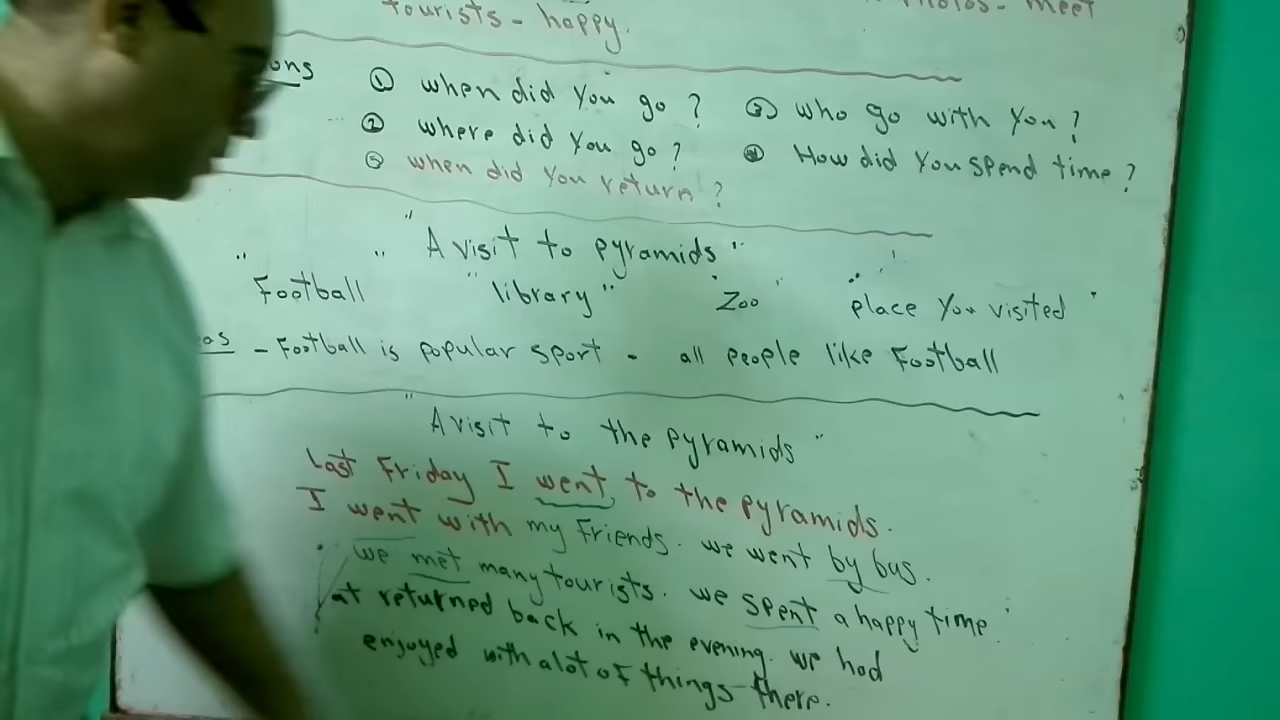 Photos - meet
tourists - happy.
① when did you go ? ③ who go with you ?
② where did you go ? ④ How did you spend time ?
⑤ when did you return ?
"A visit to pyramids"
"Football" "library" "Zoo" "place you visited"
- Football is popular sport - all people like Football
"A visit to the pyramids"
Last Friday I went to the pyramids.
I went with my Friends. we went by bus.
we met many tourists. we spent a happy time.
at returned back in the evening. we had
enjoyed with a lot of things there.